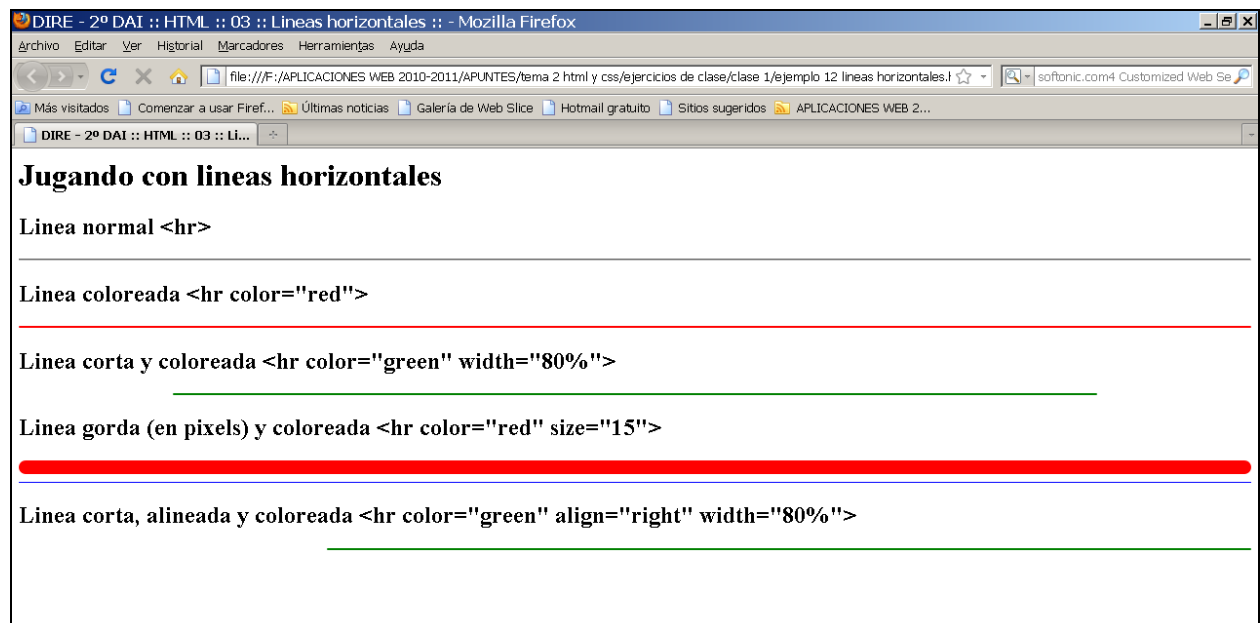 DIRE - 2º DAI :: HTML :: 03 :: Lineas horizontales :: - Mozilla Firefox
Archivo Editar Ver Historial Marcadores Herramientas Ayuda
file:///F:/APLICACIONES WEB 2010-2011/APUNTES/tema 2 html y css/ejercicios de clase/clase 1/ejemplo 12 lineas horizontales.h softonic.com4 Customized Web Se
Más visitados Comenzar a usar Firef... Últimas noticias Galería de Web Slice Hotmail gratuito Sitios sugeridos APLICACIONES WEB 2...
DIRE - 2º DAI :: HTML :: 03 :: Li...
Jugando con lineas horizontales
Linea normal <hr>
Linea coloreada <hr color="red">
Linea corta y coloreada <hr color="green" width="80%">
Linea gorda (en pixels) y coloreada <hr color="red" size="15">
Linea corta, alineada y coloreada <hr color="green" align="right" width="80%">